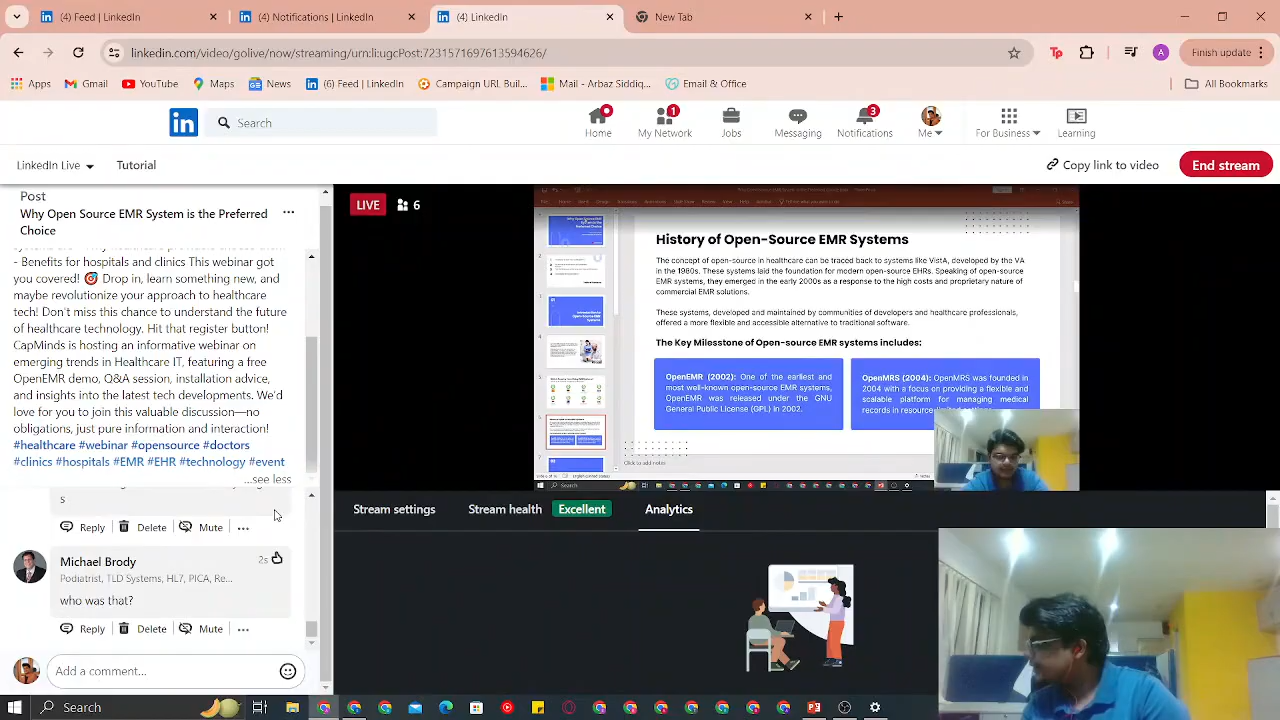 (4) Feed | LinkedIn
(4) Notifications | LinkedIn
(4) LinkedIn
New Tab
linkedin.com/video/golive/now/streaming/urn:li:ugcPost:7231571697613594626/
A
Finish update
Apps
Gmail
YouTube
Maps
News
(6) Feed | LinkedIn
Campaign URL Buil...
Mail - Arbaz Siddiq...
Email & Office
All Bookmarks
in
Search
Home
1
My Network
Jobs
Messaging
3
Notifications
Me
For Business
Learning
LinkedIn Live
Tutorial
Copy link to video
End stream
Post
Why Open-Source EMR System is the Preferred
Choice
- Benefits for hospitals and clinics This webinar got
you covered! Drop in, learn something new, and
maybe revolutionize your approach to healthcare
tech! Don't miss this chance to understand the future
of healthcare technology. Hit that register button!
CapMinds is hosting an informative webinar on
emerging trends in Health IT, featuring a free
OpenEMR demo, Q&A session, installation advice,
and insights into the latest tech developments. We'd
love for you to join this valuable discussion—no
obligation, just pure information and interaction!
#healthcare #webinar #opensource #doctors
#clinics #hospitals #EMR #EHR #technology #event
...see less
s
Reply
Delete
Mute
Michael Brody
2s
who was that?
Reply
Delete
Mute
Add a comment...
LIVE
6
History of Open-Source EMR Systems
The concept of open-source in healthcare can be traced back to systems like VistA, developed by the VA
in the 1980s. These systems laid the foundation for modern open-source EHRs. Speaking of open-source
EMR systems, they emerged in the early 2000s as a response to the high costs and proprietary nature of
commercial EMR solutions.
These systems, developed and maintained by communities of developers and healthcare professionals,
offered a more flexible and accessible alternative to traditional software.
The Key Milesstone of Open-source EMR systems includes:
OpenEMR (2002): One of the earliest and
most well-known open-source EMR systems,
OpenEMR was released under the GNU
General Public License (GPL) in 2002.
OpenMRS (2004): OpenMRS was founded in
2004 with a focus on providing a flexible and
scalable platform for managing medical
records in resource
Click to add notes
Search
Stream settings
Stream health
Excellent
Analytics
Search